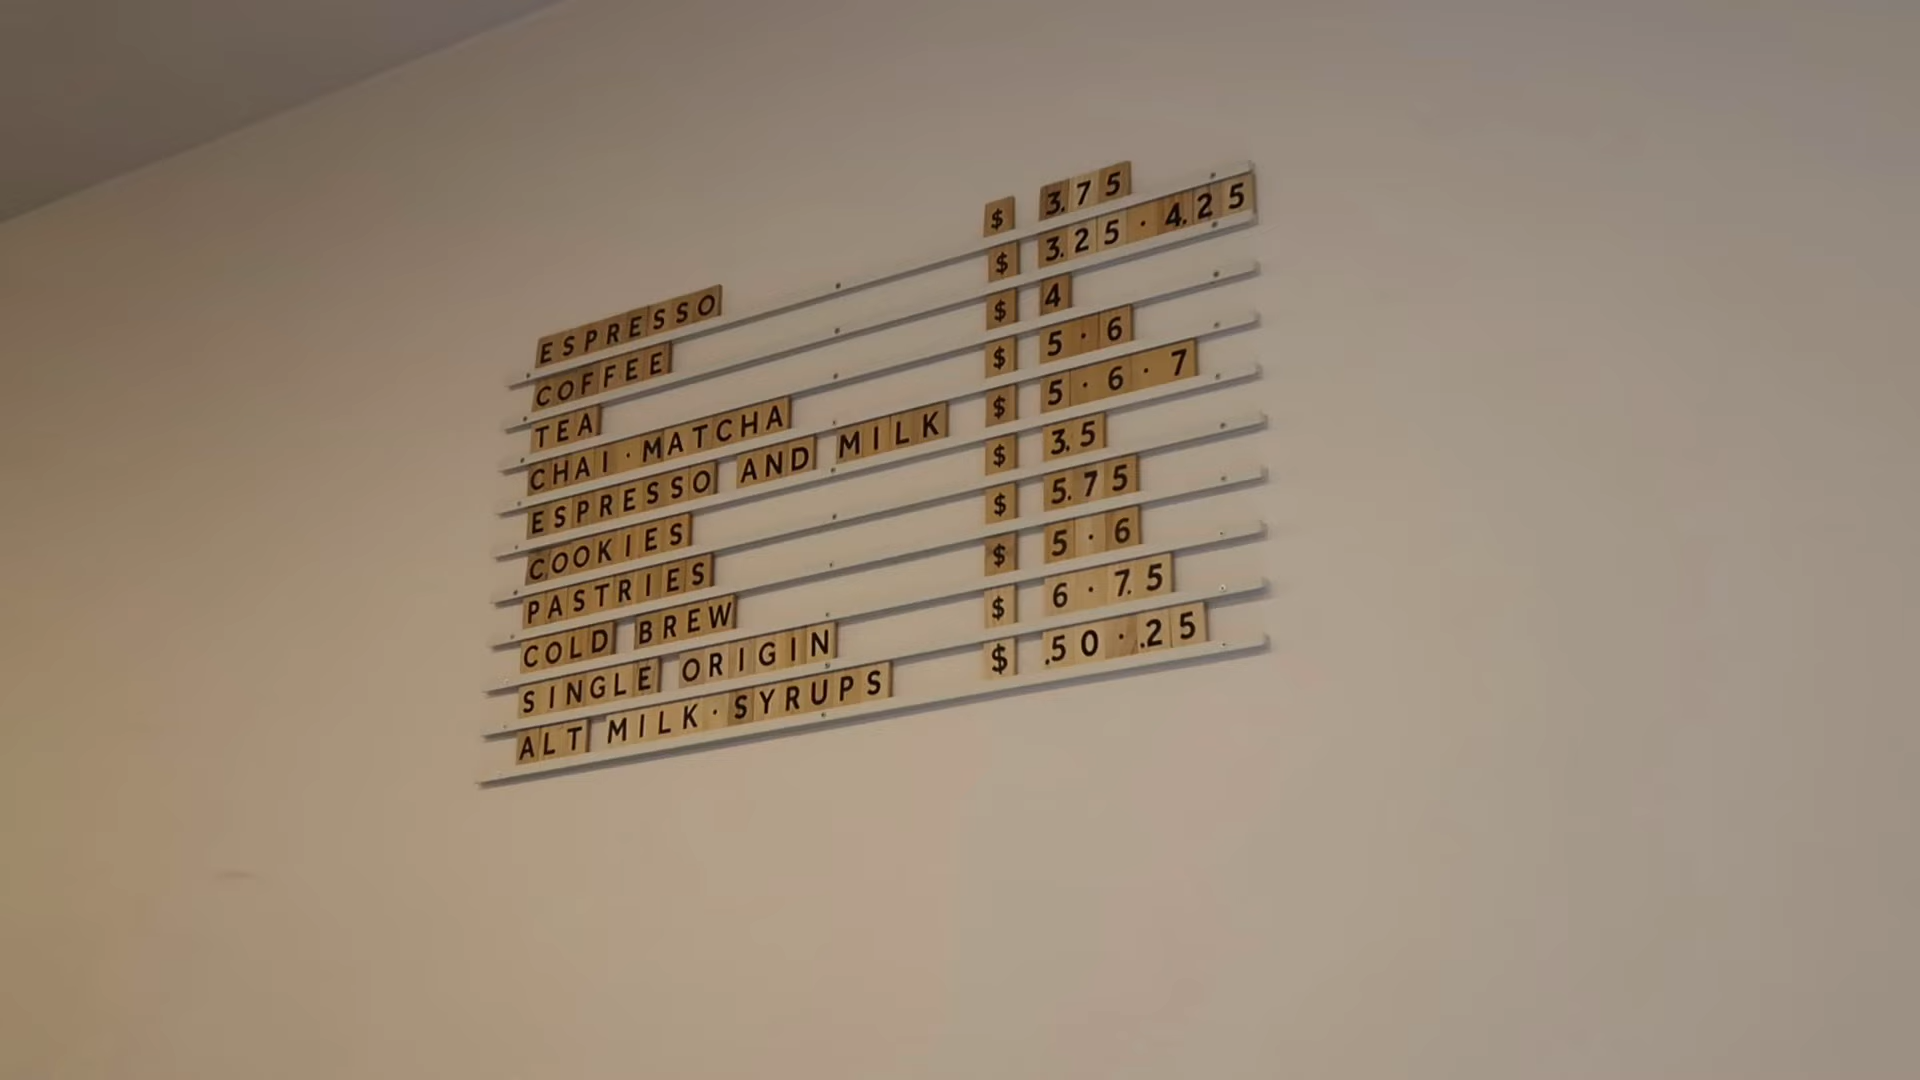 ESPRESSO $ 3.75
COFFEE $ 3.25 · 4.25
TEA $ 4
CHAI · MATCHA $ 5 · 6
ESPRESSO AND MILK $ 5 · 6 · 7
COOKIES $ 3.5
PASTRIES $ 5.75
COLD BREW $ 5 · 6
SINGLE ORIGIN $ 6 · 7.5
ALT MILK · SYRUPS $ .50 · .25